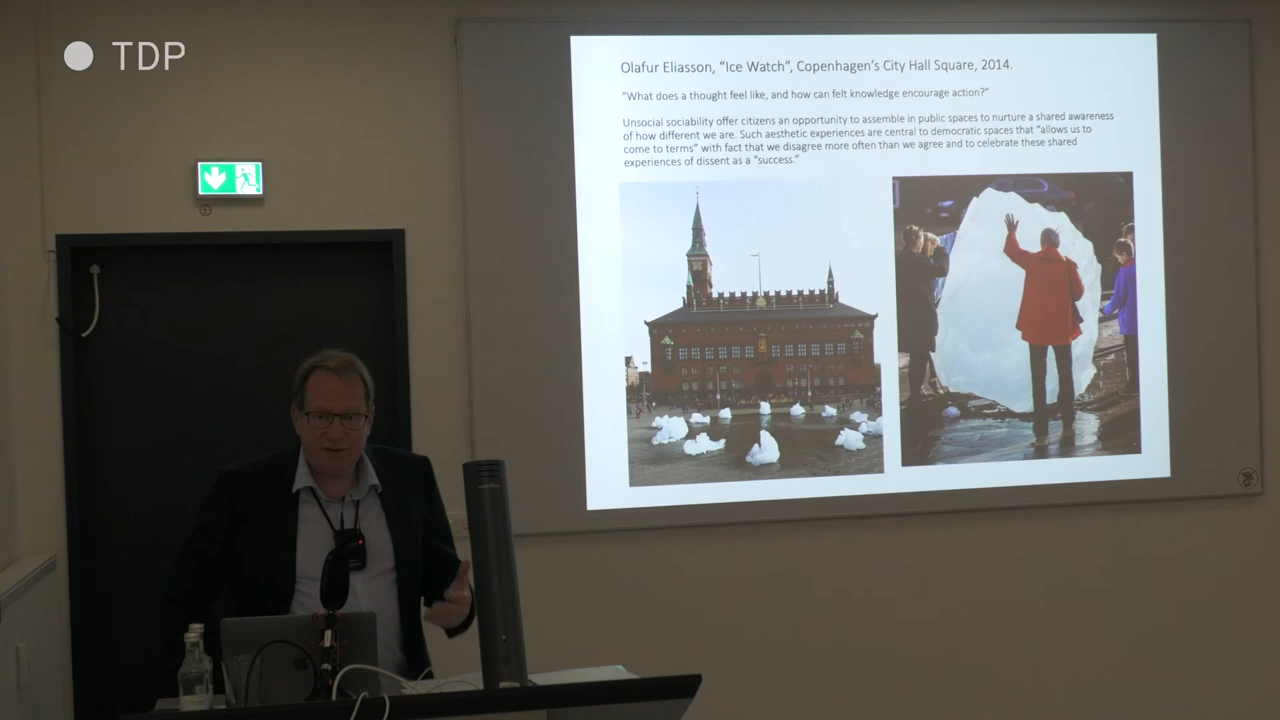 TDP
Olafur Eliasson, “Ice Watch”, Copenhagen’s City Hall Square, 2014.
“What does a thought feel like, and how can felt knowledge encourage action?”
Unsocial sociability offer citizens an opportunity to assemble in public spaces to nurture a shared awareness
of how different we are. Such aesthetic experiences are central to democratic spaces that “allows us to
come to terms” with fact that we disagree more often than we agree and to celebrate these shared
experiences of dissent as a “success.”